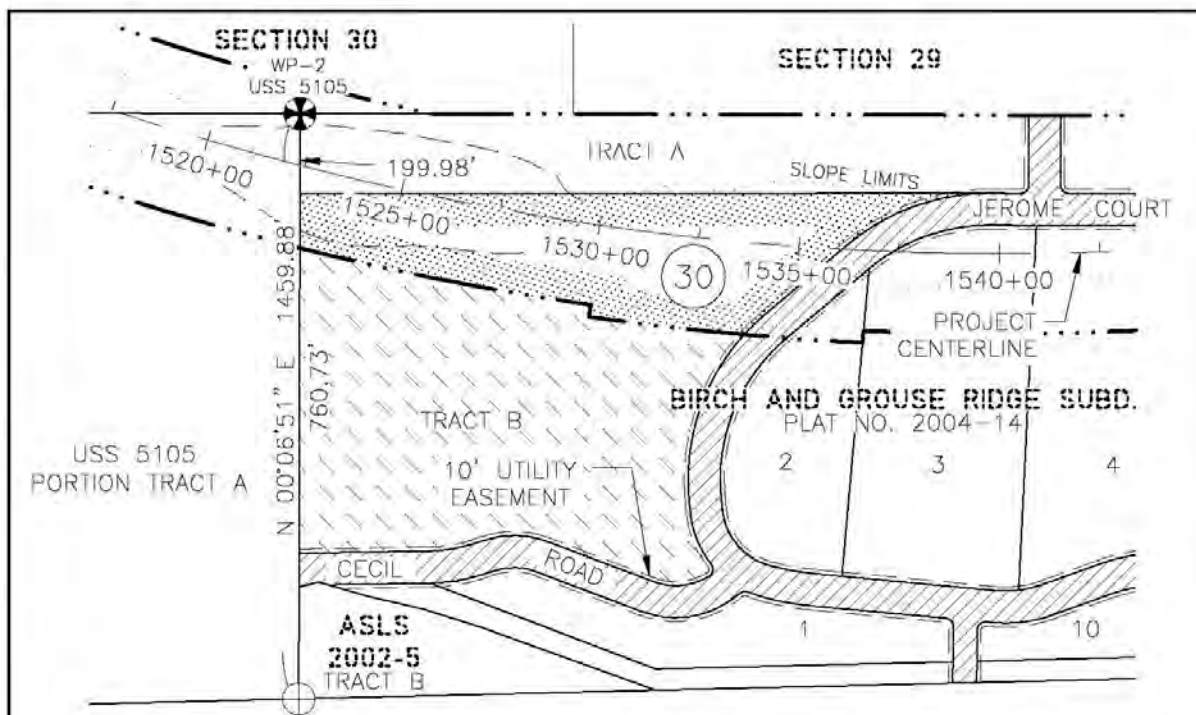 SECTION 30
WP-2
USS 5105
SECTION 29
TRACT A
199.98'
SLOPE LIMITS
1520+00
1525+00
1530+00
30
1535+00
1540+00
JEROME COURT
PROJECT
CENTERLINE
N 00°06'51" E 1459.88
760.73'
BIRCH AND GROUSE RIDGE SUBD.
PLAT NO. 2004-14
TRACT B
2
3
4
USS 5105
PORTION TRACT A
10' UTILITY
EASEMENT
CECIL ROAD
ASLS
2002-5
TRACT B
1
10